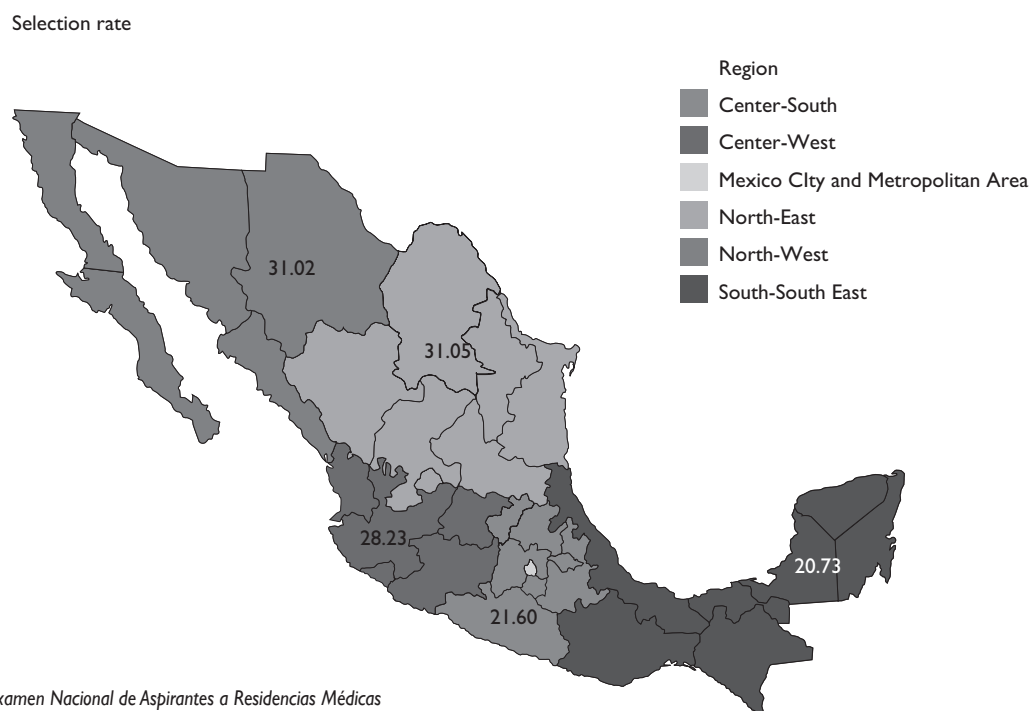 Selection rate
Region
Center-South
Center-West
Mexico CIty and Metropolitan Area
North-East
North-West
South-South East
31.02
31.05
28.23
20.73
21.60
Nacional de Aspirantes a Residencias Médicas